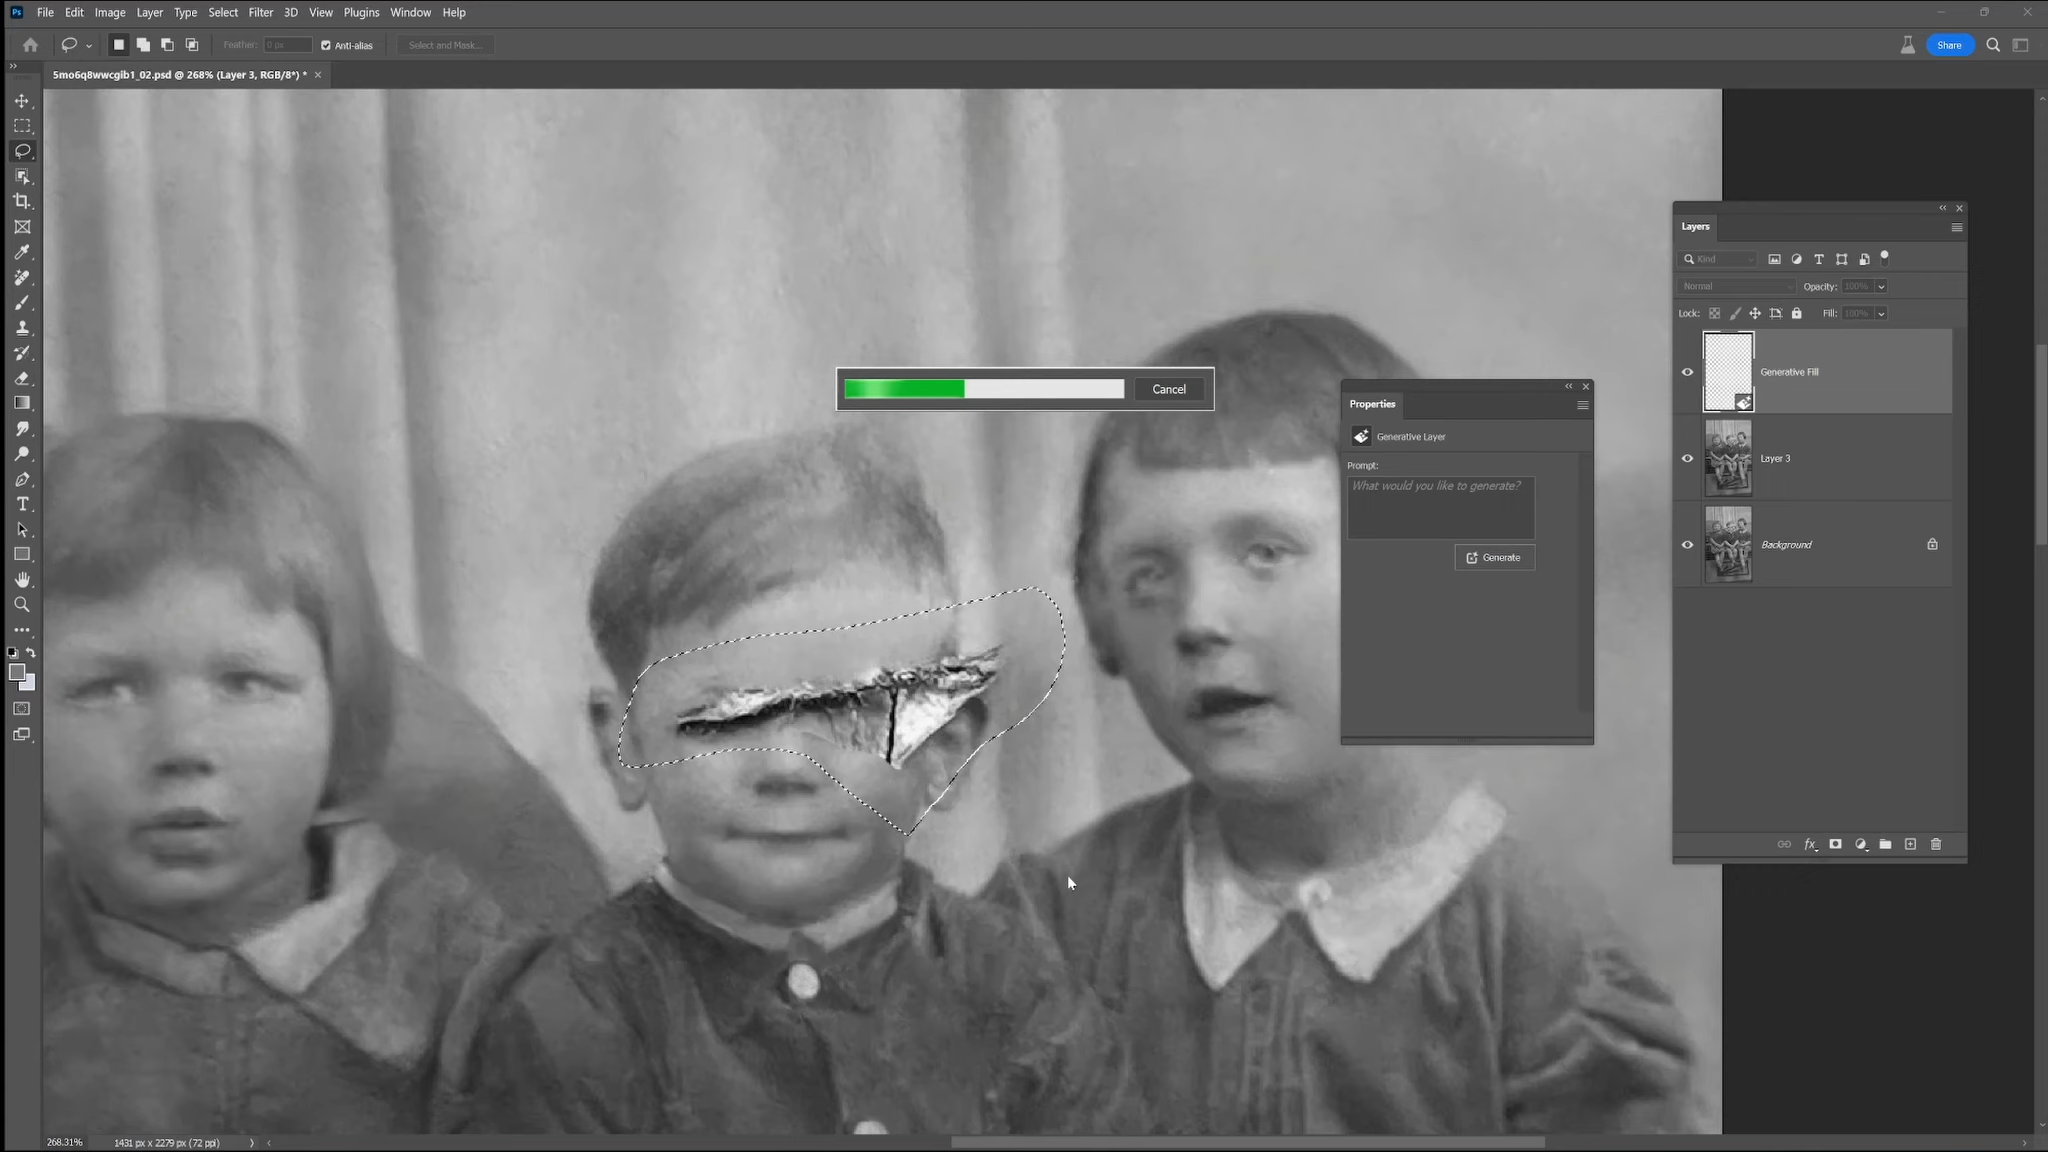 Ps File Edit Image Layer Type Select Filter 3D View Plugins Window Help
Feather: 0 px Anti-alias Select and Mask... Share
5mo6q8wwcgib1_02.psd @ 268% (Layer 3, RGB/8*) * ×
Layers
Kind
Normal Opacity: 100%
Lock: Fill: 100%
Generative Fill
Layer 3
Background
fx
Cancel
Properties
Generative Layer
Prompt:
What would you like to generate?
Generate
T
268.31% 1431 px x 2279 px (72 ppi)